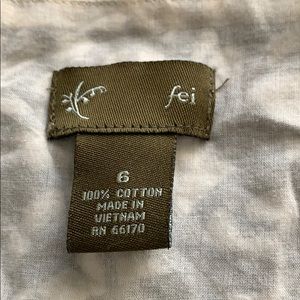 fei
6
100% COTTON
MADE IN
VIETNAM
RN 66170